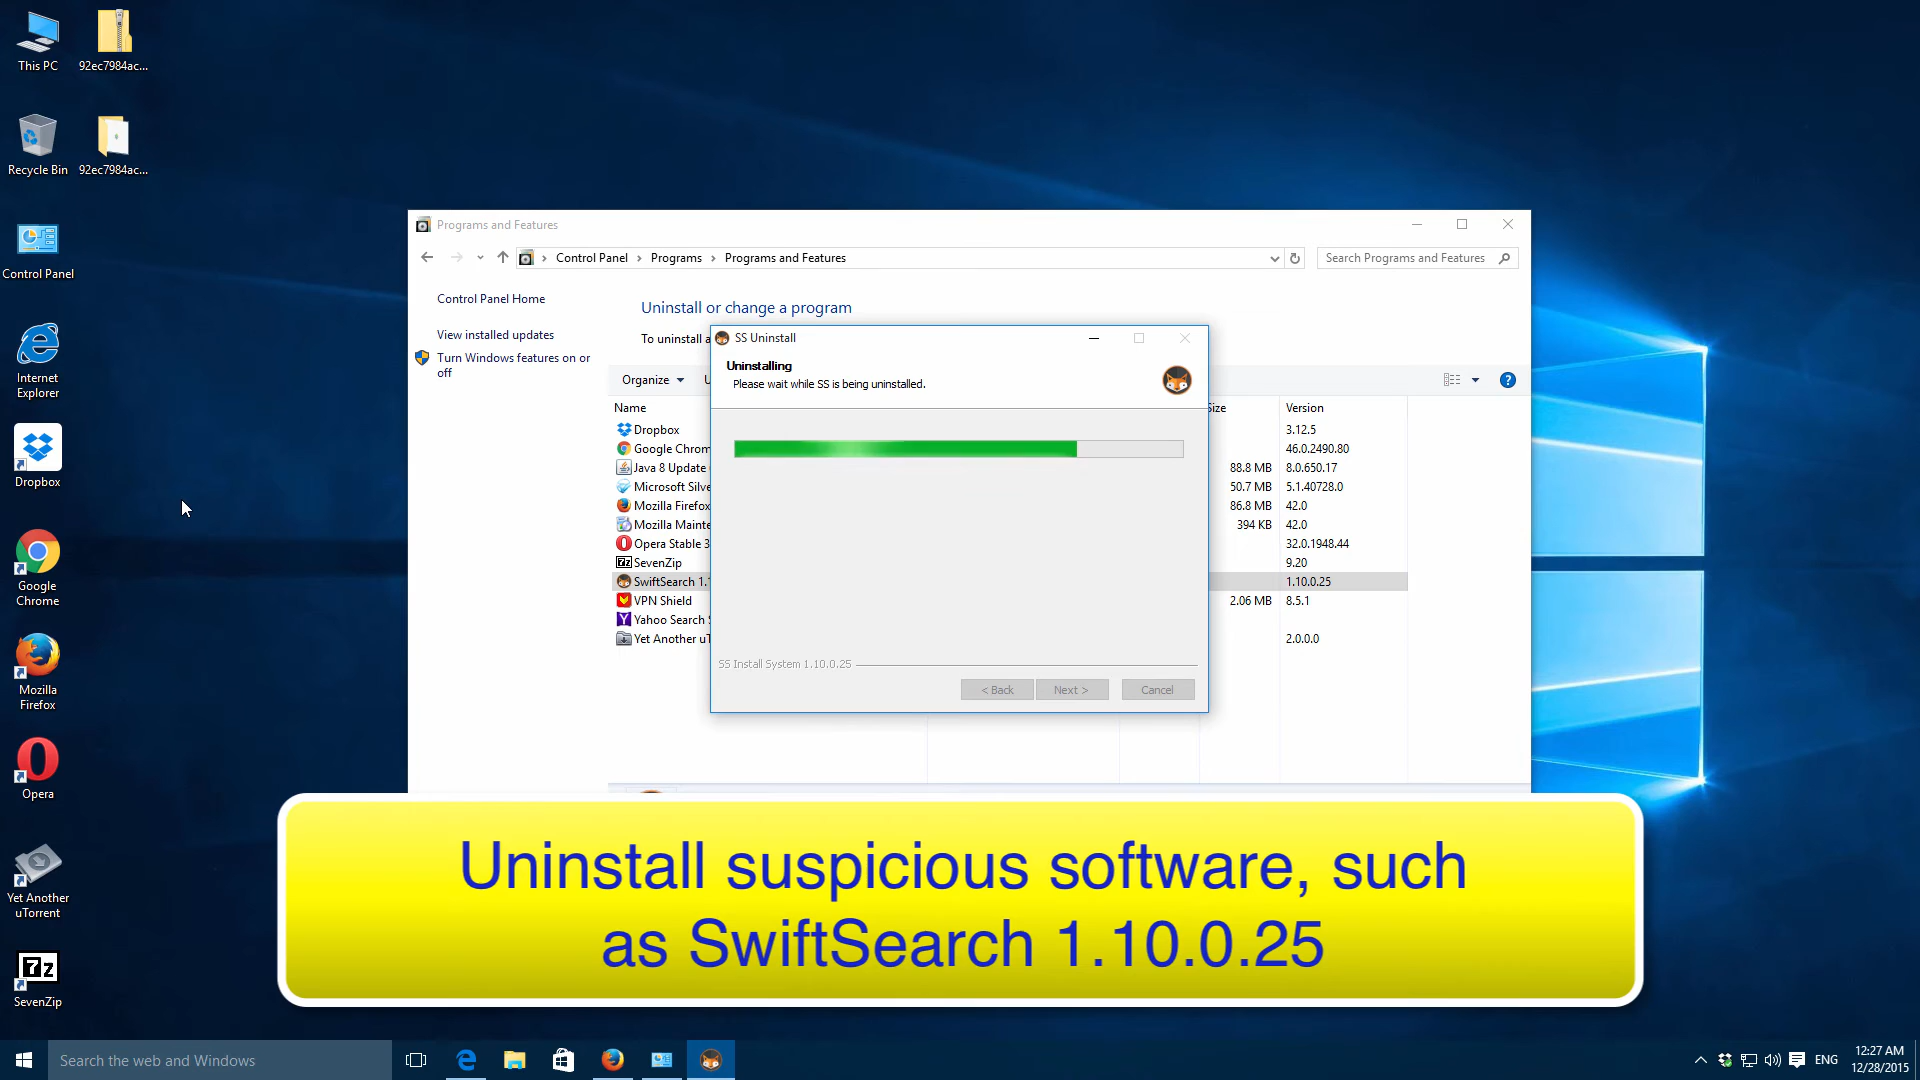 This PC
92ec7984ac...
Recycle Bin
92ec7984ac...
Control Panel
Internet
Explorer
Dropbox
Google
Chrome
Mozilla
Firefox
Opera
Yet Another
uTorrent
SevenZip
Programs and Features
Control Panel > Programs > Programs and Features
Search Programs and Features
Control Panel Home
View installed updates
Turn Windows features on or
off
Uninstall or change a program
To uninstall a
Organize
Name
Size
Version
Dropbox
3.12.5
Google Chrom
46.0.2490.80
Java 8 Update
88.8 MB
8.0.650.17
Microsoft Silve
50.7 MB
5.1.40728.0
Mozilla Firefox
86.8 MB
42.0
Mozilla Mainte
394 KB
42.0
Opera Stable 3
32.0.1948.44
SevenZip
9.20
SwiftSearch 1.
1.10.0.25
VPN Shield
2.06 MB
8.5.1
Yahoo Search
Yet Another uT
2.0.0.0
SS Uninstall
Uninstalling
Please wait while SS is being uninstalled.
SS Install System 1.10.0.25
< Back
Next >
Cancel
Uninstall suspicious software, such
as SwiftSearch 1.10.0.25
Search the web and Windows
ENG
12:27 AM
12/28/2015